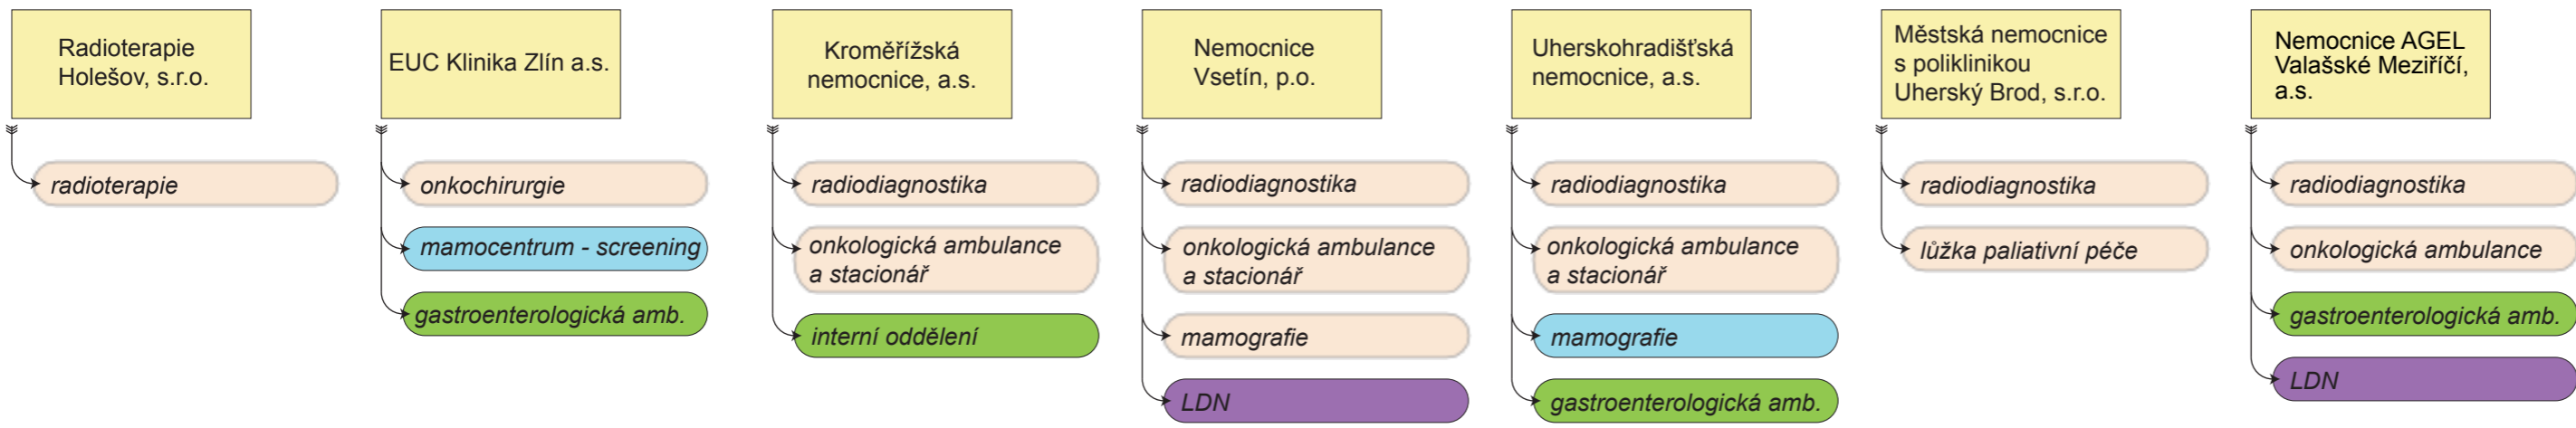 Radioterapie
Holešov, s.r.o.
radioterapie
EUC Klinika Zlín a.s.
onkochirurgie
mamocentrum - screening
gastroenterologická amb.
Kroměřížská
nemocnice, a.s.
radiodiagnostika
onkologická ambulance
a stacionář
interní oddělení
Nemocnice
Vsetín, p.o.
radiodiagnostika
onkologická ambulance
a stacionář
mamografie
LDN
Uherskohradišťská
nemocnice, a.s.
radiodiagnostika
onkologická ambulance
a stacionář
mamografie
gastroenterologická amb.
Městská nemocnice
s poliklinikou
Uherský Brod, s.r.o.
radiodiagnostika
lůžka paliativní péče
Nemocnice AGEL
Valašské Meziříčí,
a.s.
radiodiagnostika
onkologická ambulance
gastroenterologická amb.
LDN